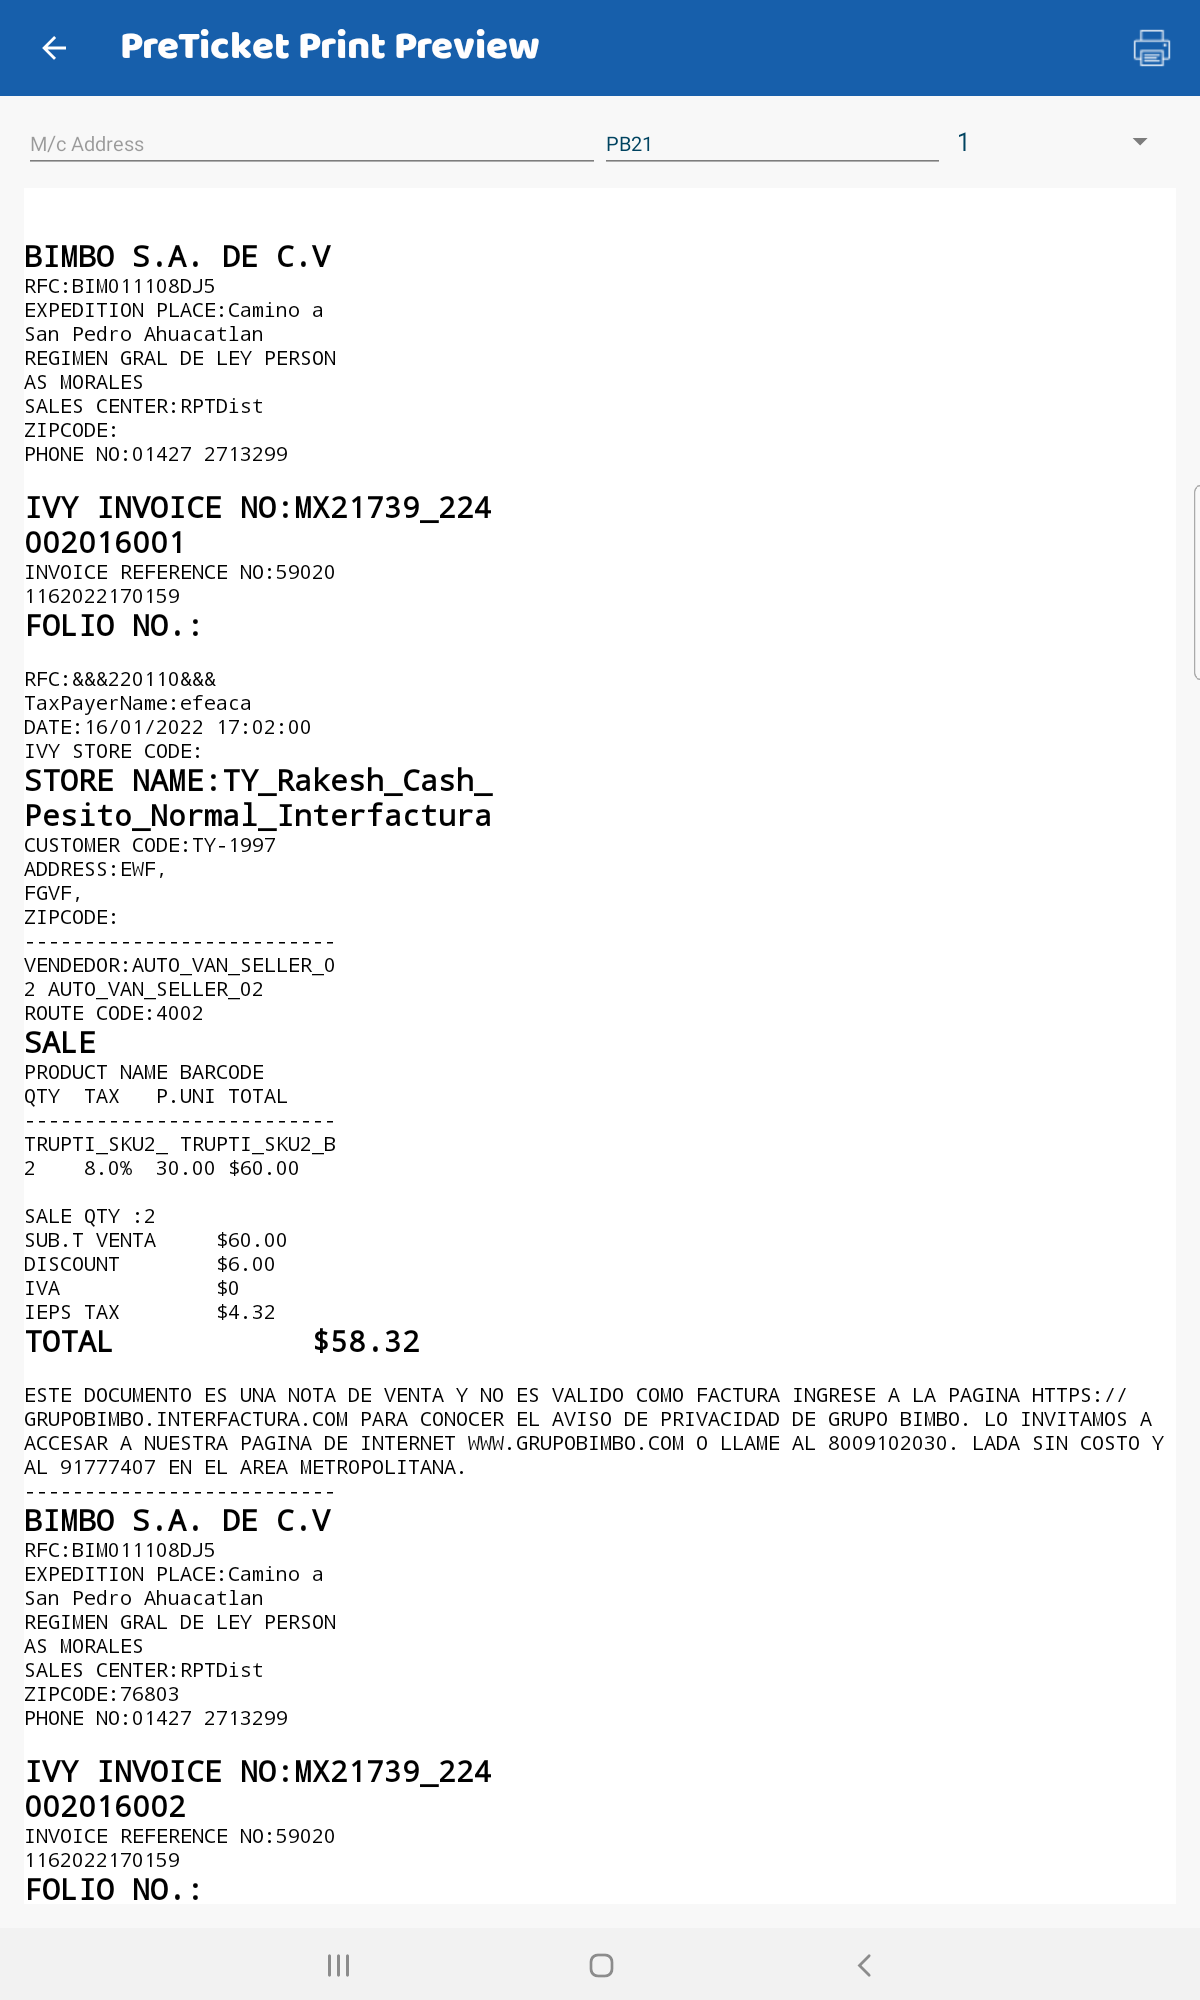 PreTicket Print Preview
M/c Address PB21 1
BIMBO S.A. DE C.V
RFC:BIM011108DJ5
EXPEDITION PLACE:Camino a
San Pedro Ahuacatlan
REGIMEN GRAL DE LEY PERSON
AS MORALES
SALES CENTER:RPTDist
ZIPCODE:
PHONE NO:01427 2713299
IVY INVOICE NO:MX21739_224
002016001
INVOICE REFERENCE NO:59020
1162022170159
FOLIO NO.:
RFC:&&&220110&&&
TaxPayerName:efeaca
DATE:16/01/2022 17:02:00
IVY STORE CODE:
STORE NAME:TY_Rakesh_Cash_
Pesito_Normal_Interfactura
CUSTOMER CODE:TY-1997
ADDRESS:EWF,
FGVF,
ZIPCODE:
--------------------------
VENDEDOR:AUTO_VAN_SELLER_0
2 AUTO_VAN_SELLER_02
ROUTE CODE:4002
SALE
PRODUCT NAME BARCODE
QTY  TAX   P.UNI TOTAL
--------------------------
TRUPTI_SKU2_ TRUPTI_SKU2_B
2    8.0%  30.00 $60.00
SALE QTY :2
SUB.T VENTA     $60.00
DISCOUNT        $6.00
IVA             $0
IEPS TAX        $4.32
TOTAL           $58.32
ESTE DOCUMENTO ES UNA NOTA DE VENTA Y NO ES VALIDO COMO FACTURA INGRESE A LA PAGINA HTTPS://
GRUPOBIMBO.INTERFACTURA.COM PARA CONOCER EL AVISO DE PRIVACIDAD DE GRUPO BIMBO. LO INVITAMOS A
ACCESAR A NUESTRA PAGINA DE INTERNET WWW.GRUPOBIMBO.COM O LLAME AL 8009102030. LADA SIN COSTO Y
AL 91777407 EN EL AREA METROPOLITANA.
--------------------------
BIMBO S.A. DE C.V
RFC:BIM011108DJ5
EXPEDITION PLACE:Camino a
San Pedro Ahuacatlan
REGIMEN GRAL DE LEY PERSON
AS MORALES
SALES CENTER:RPTDist
ZIPCODE:76803
PHONE NO:01427 2713299
IVY INVOICE NO:MX21739_224
002016002
INVOICE REFERENCE NO:59020
1162022170159
FOLIO NO.: